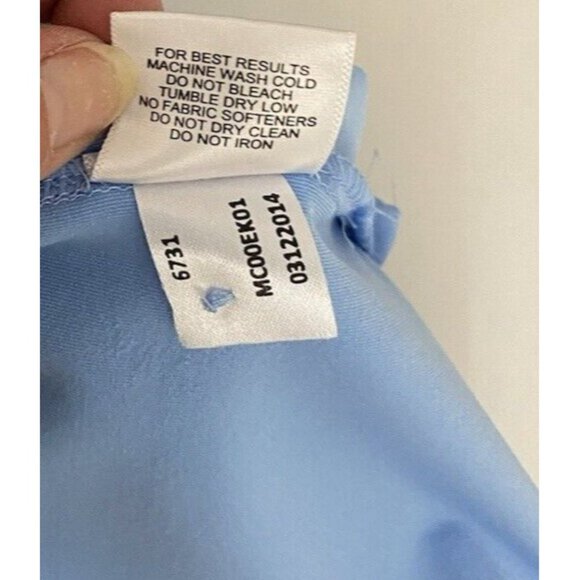 FOR BEST RESULTS
MACHINE WASH COLD
DO NOT BLEACH
TUMBLE DRY LOW
NO FABRIC SOFTENERS
DO NOT DRY CLEAN
DO NOT IRON
6731
MC00EK01
03122014